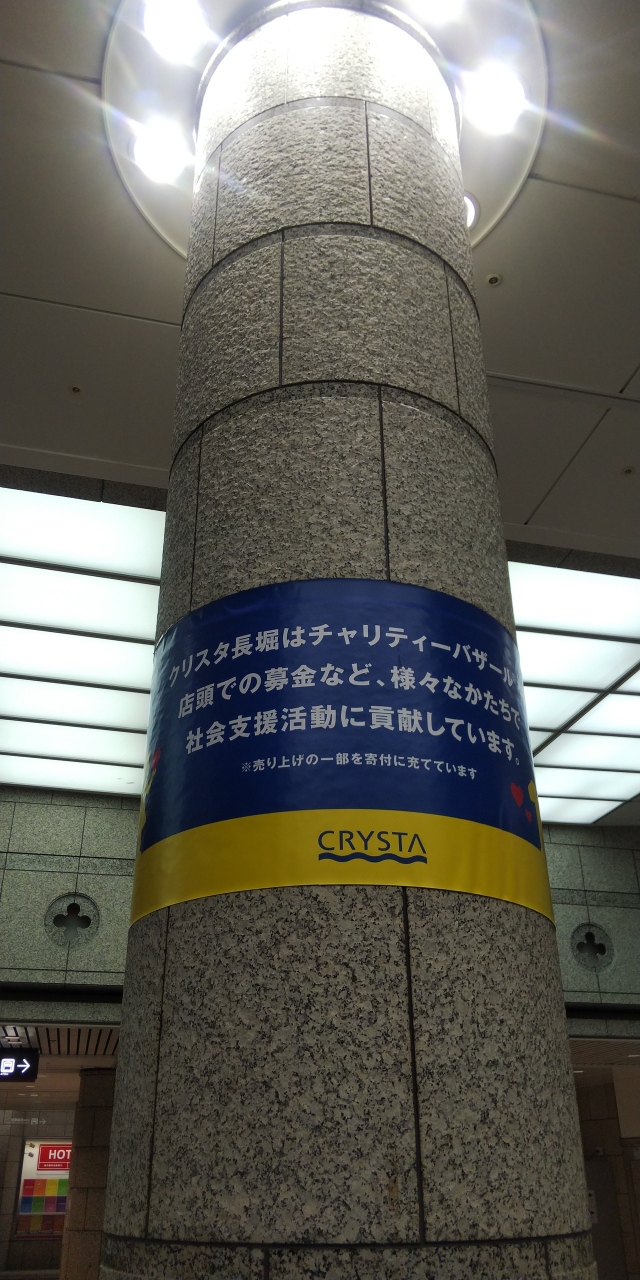 クリスタ長堀はチャリティーバザール
店頭での募金など、様々なかたちで
社会支援活動に貢献しています。
※売り上げの一部を寄付に充てています
CRYSTA
HOT